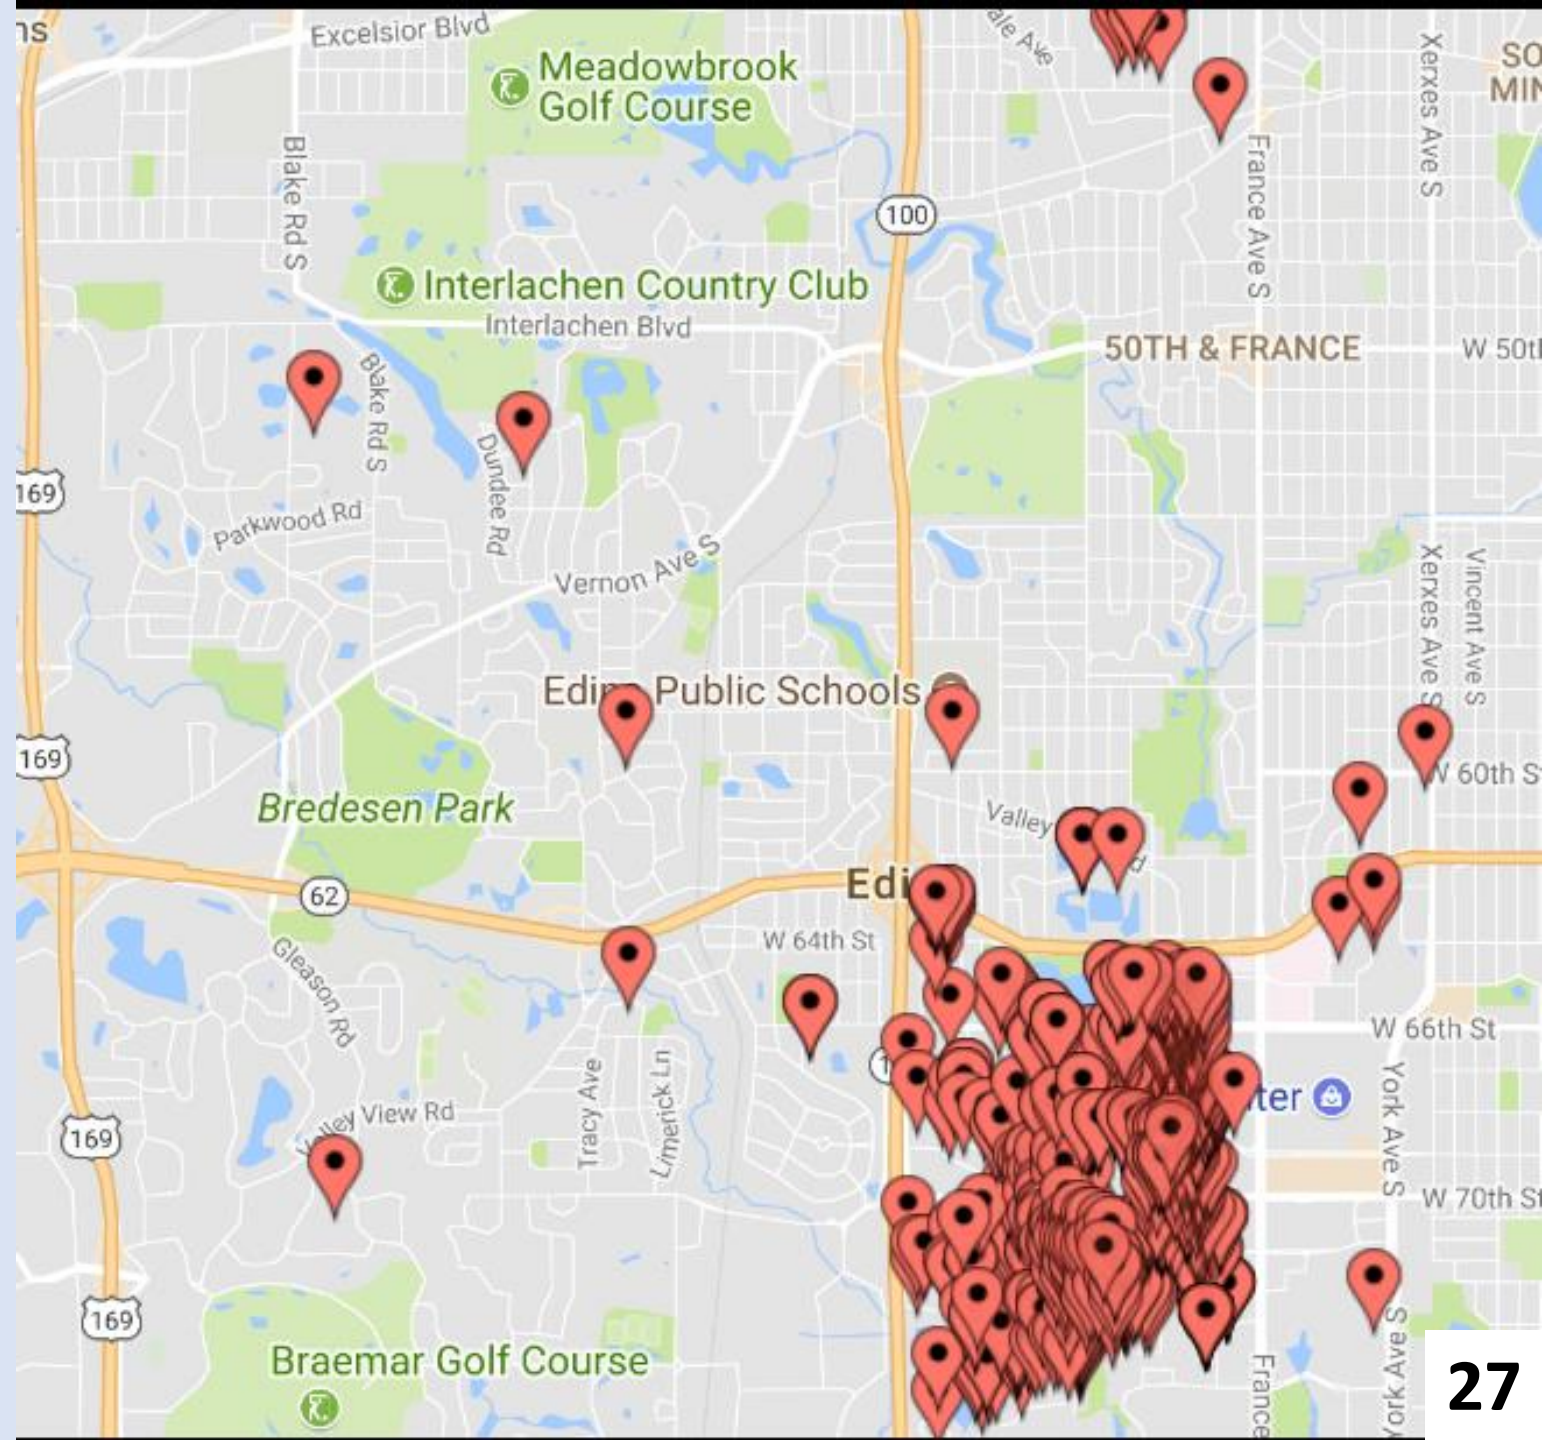 Excelsior Blvd
Meadowbrook
Golf Course
Blake Rd S
Xerxes Ave S
France Ave S
100
Interlachen Country Club
Interlachen Blvd
50TH & FRANCE
Blake Rd S
Dundee Rd
169
Parkwood Rd
Vernon Ave S
Xerxes Ave S
Vincent Ave S
Public Schools
169
Bredesen Park
Valley
W 60th
62
W 64th St
Gleason Rd
W 66th St
Tracy Ave
Limerick Ln
York Ave S
View Rd
169
W 70th
169
Braemar Golf Course
France
27